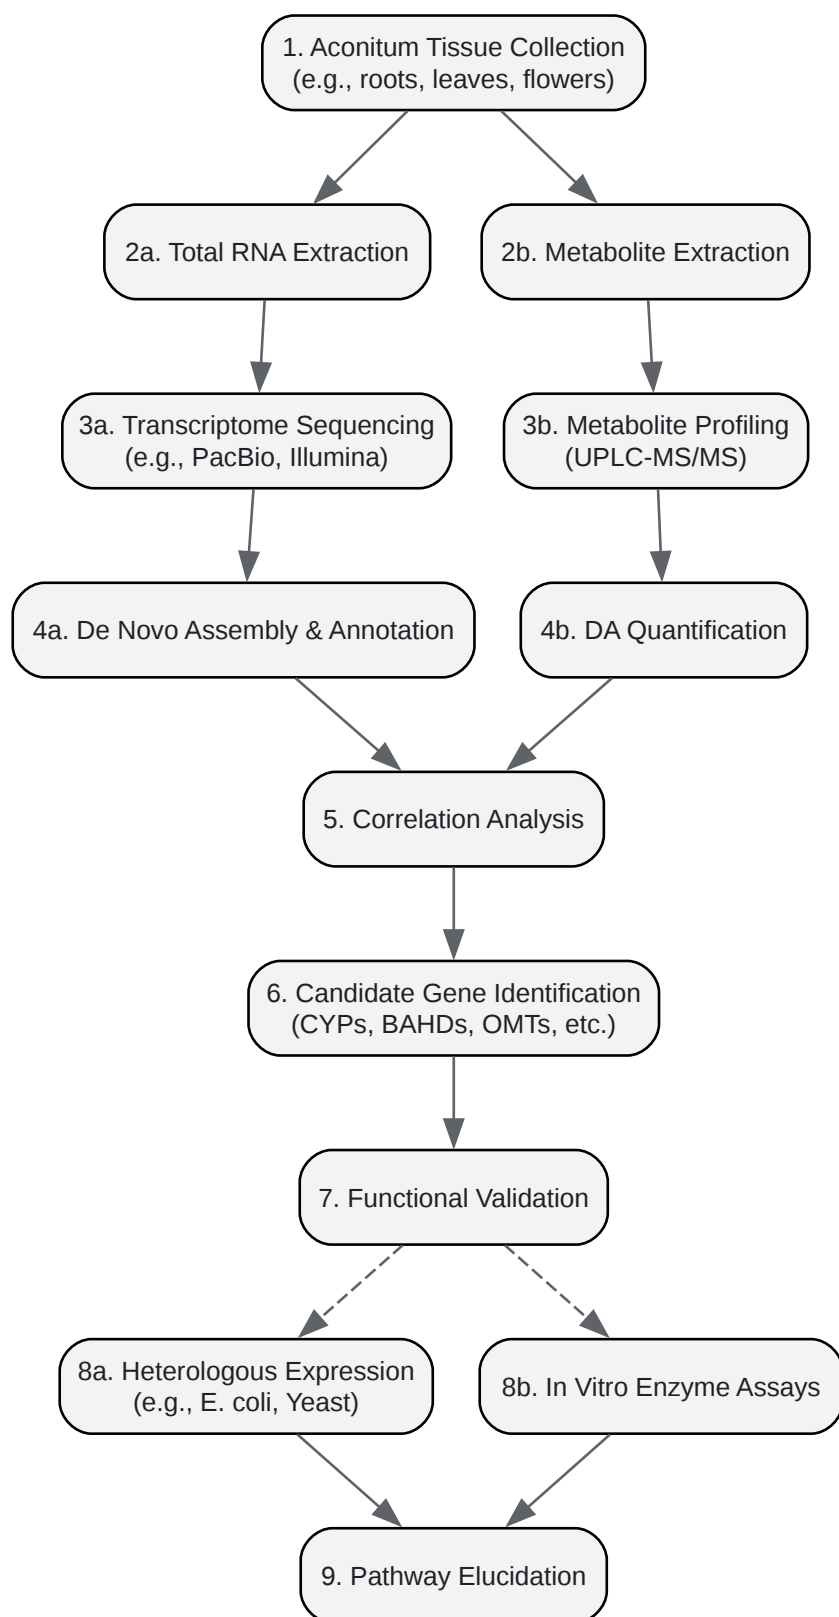 1. Aconitum Tissue Collection
(e.g., roots, leaves, flowers)
2a. Total RNA Extraction
2b. Metabolite Extraction
3a. Transcriptome Sequencing
(e.g., PacBio, Illumina)
3b. Metabolite Profiling
(UPLC-MS/MS)
4a. De Novo Assembly & Annotation
4b. DA Quantification
5. Correlation Analysis
6. Candidate Gene Identification
(CYPs, BAHDs, OMTs, etc.)
7. Functional Validation
8a. Heterologous Expression
(e.g., E. coli, Yeast)
8b. In Vitro Enzyme Assays
9. Pathway Elucidation